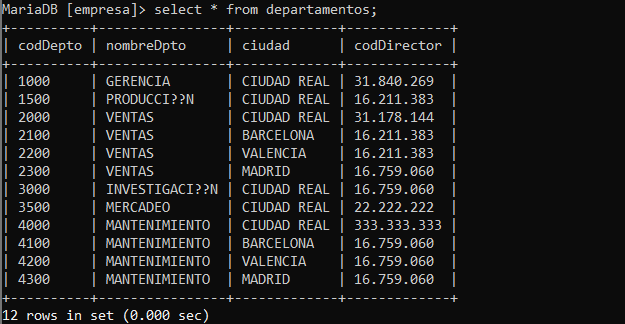 MariaDB [empresa]> select * from departamentos;
+----------+----------------+-------------+-------------+
| codDepto | nombreDpto     | ciudad      | codDirector |
+----------+----------------+-------------+-------------+
| 1000     | GERENCIA       | CIUDAD REAL | 31.840.269  |
| 1500     | PRODUCCI??N    | CIUDAD REAL | 16.211.383  |
| 2000     | VENTAS         | CIUDAD REAL | 31.178.144  |
| 2100     | VENTAS         | BARCELONA   | 16.211.383  |
| 2200     | VENTAS         | VALENCIA    | 16.211.383  |
| 2300     | VENTAS         | MADRID      | 16.759.060  |
| 3000     | INVESTIGACI??N | CIUDAD REAL | 16.759.060  |
| 3500     | MERCADEO       | CIUDAD REAL | 22.222.222  |
| 4000     | MANTENIMIENTO  | CIUDAD REAL | 333.333.333 |
| 4100     | MANTENIMIENTO  | BARCELONA   | 16.759.060  |
| 4200     | MANTENIMIENTO  | VALENCIA    | 16.759.060  |
| 4300     | MANTENIMIENTO  | MADRID      | 16.759.060  |
+----------+----------------+-------------+-------------+
12 rows in set (0.000 sec)